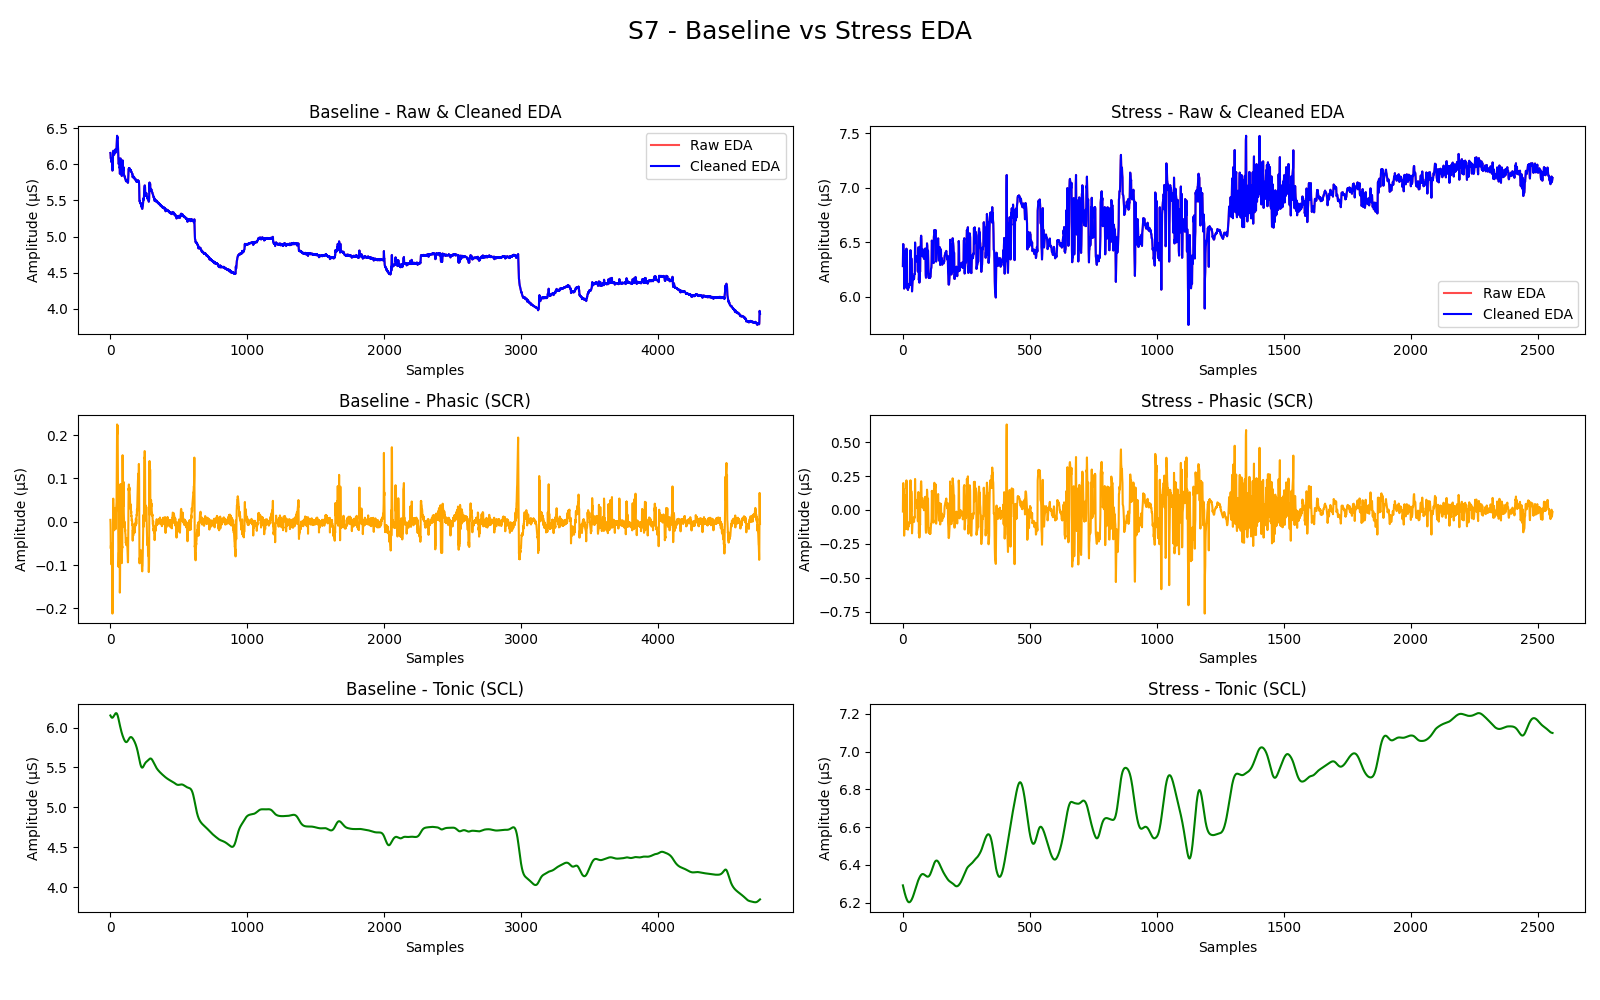 S7 - Baseline vs Stress EDA
Baseline - Raw & Cleaned EDA
6.5
6.0
5.5
5.0
4.5
4.0
Amplitude (µS)
Raw EDA
Cleaned EDA
0 1000 2000 3000 4000
Samples
Stress - Raw & Cleaned EDA
7.5
7.0
6.5
6.0
Amplitude (µS)
Raw EDA
Cleaned EDA
0 500 1000 1500 2000 2500
Samples
Baseline - Phasic (SCR)
0.2
0.1
0.0
−0.1
−0.2
Amplitude (µS)
0 1000 2000 3000 4000
Samples
Stress - Phasic (SCR)
0.50
0.25
0.00
−0.25
−0.50
−0.75
Amplitude (µS)
0 500 1000 1500 2000 2500
Samples
Baseline - Tonic (SCL)
6.0
5.5
5.0
4.5
4.0
Amplitude (µS)
0 1000 2000 3000 4000
Samples
Stress - Tonic (SCL)
7.2
7.0
6.8
6.6
6.4
6.2
Amplitude (µS)
0 500 1000 1500 2000 2500
Samples